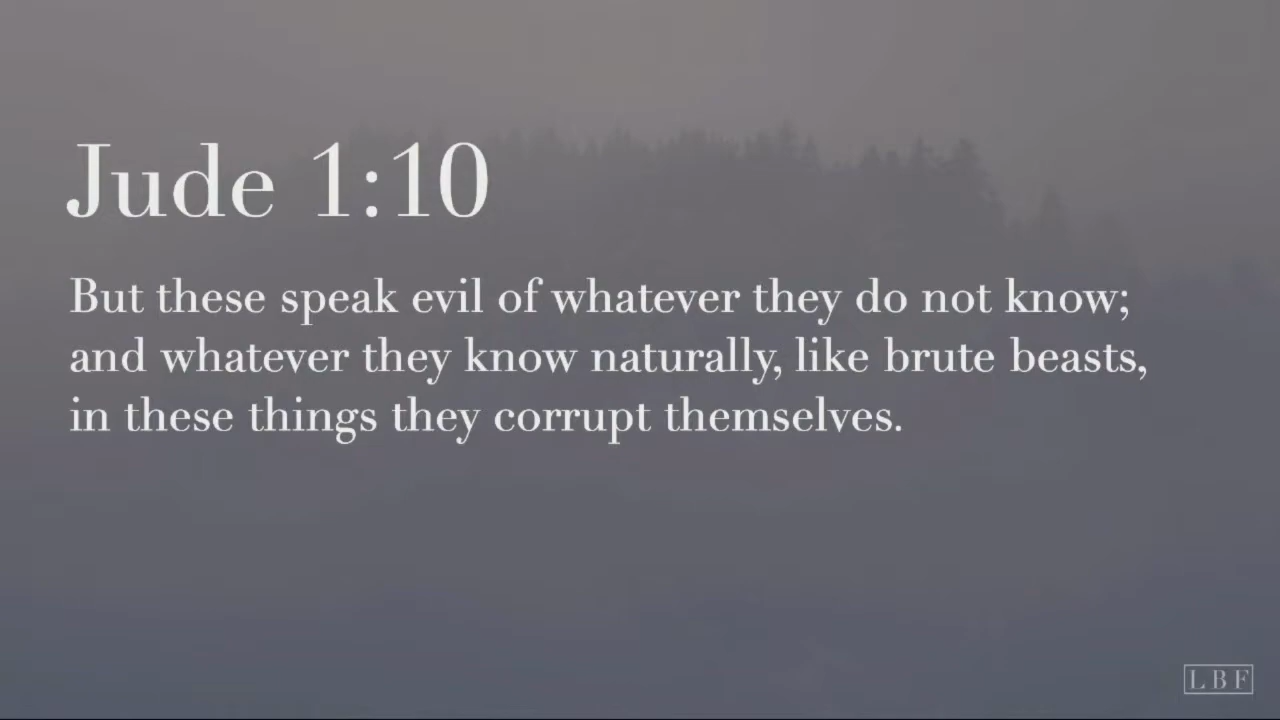 Jude 1:10
But these speak evil of whatever they do not know;
and whatever they know naturally, like brute beasts,
in these things they corrupt themselves.
LBF